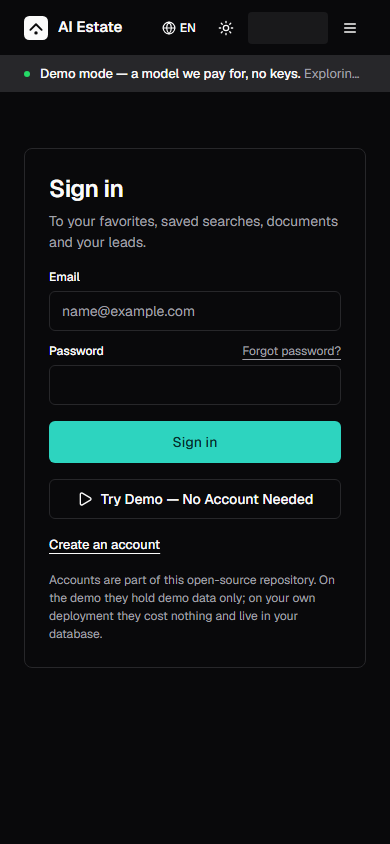 AI Estate
EN
Demo mode — a model we pay for, no keys. Explorin...
Sign in
To your favorites, saved searches, documents
and your leads.
Email
name@example.com
Password
Forgot password?
Sign in
Try Demo — No Account Needed
Create an account
Accounts are part of this open-source repository. On
the demo they hold demo data only; on your own
deployment they cost nothing and live in your
database.